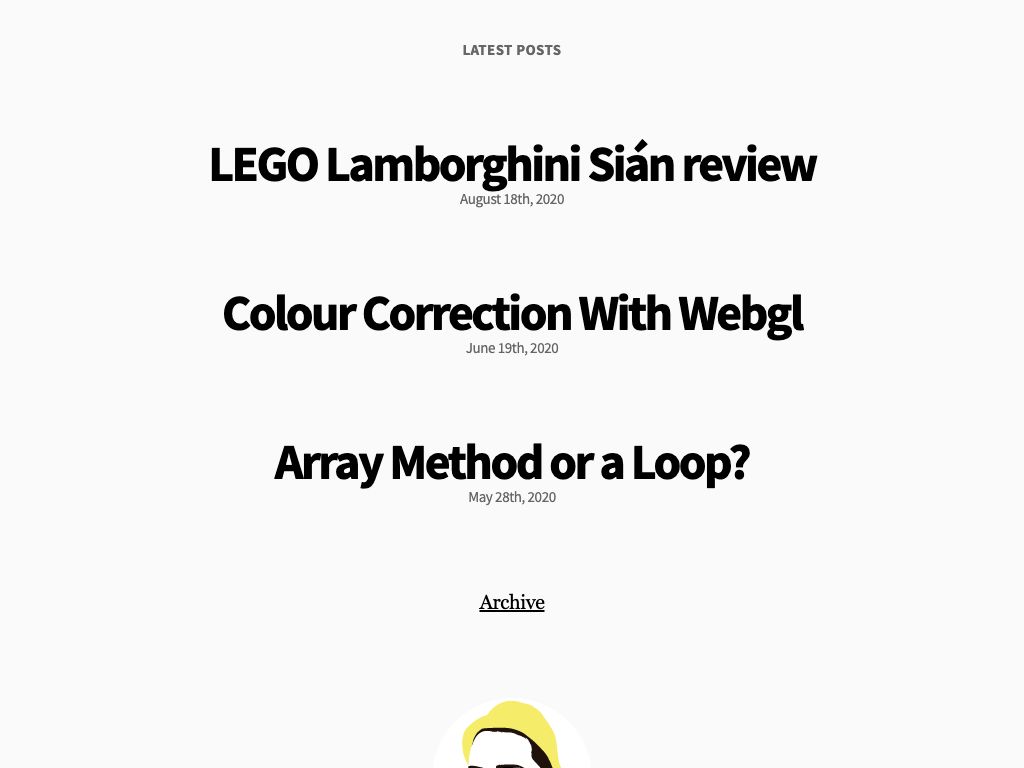 LATEST POSTS
LEGO Lamborghini Sián review
August 18th, 2020
Colour Correction With Webgl
June 19th, 2020
Array Method or a Loop?
May 28th, 2020
Archive